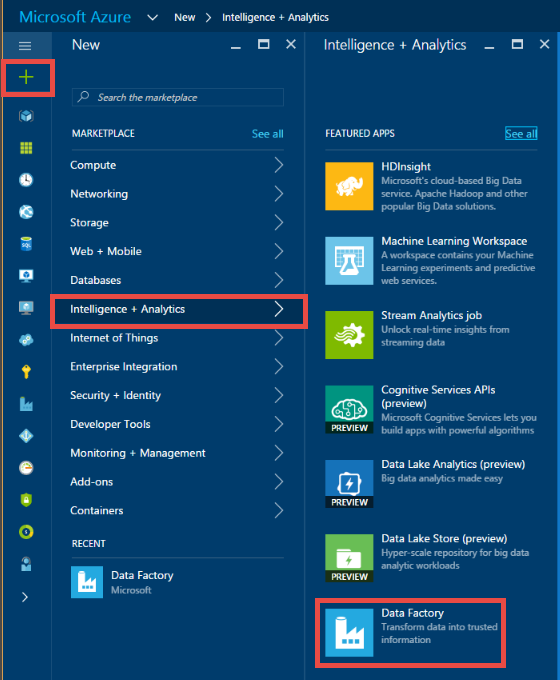 Microsoft Azure New > Intelligence + Analytics
New
Search the marketplace
MARKETPLACE See all
Compute
Networking
Storage
Web + Mobile
Databases
Intelligence + Analytics
Internet of Things
Enterprise Integration
Security + Identity
Developer Tools
Monitoring + Management
Add-ons
Containers
RECENT
Data Factory
Microsoft
Intelligence + Analytics
FEATURED APPS See all
HDInsight
Microsoft's cloud-based Big Data
service. Apache Hadoop and other
popular Big Data solutions.
Machine Learning Workspace
A workspace contains your Machine
Learning experiments and predictive
web services.
Stream Analytics job
Unlock real-time insights from
streaming data
Cognitive Services APIs
(preview)
Microsoft Cognitive Services lets you
build apps with powerful algorithms
PREVIEW
Data Lake Analytics (preview)
Big data analytics made easy
PREVIEW
Data Lake Store (preview)
Hyper-scale repository for big data
analytic workloads
PREVIEW
Data Factory
Transform data into trusted
information